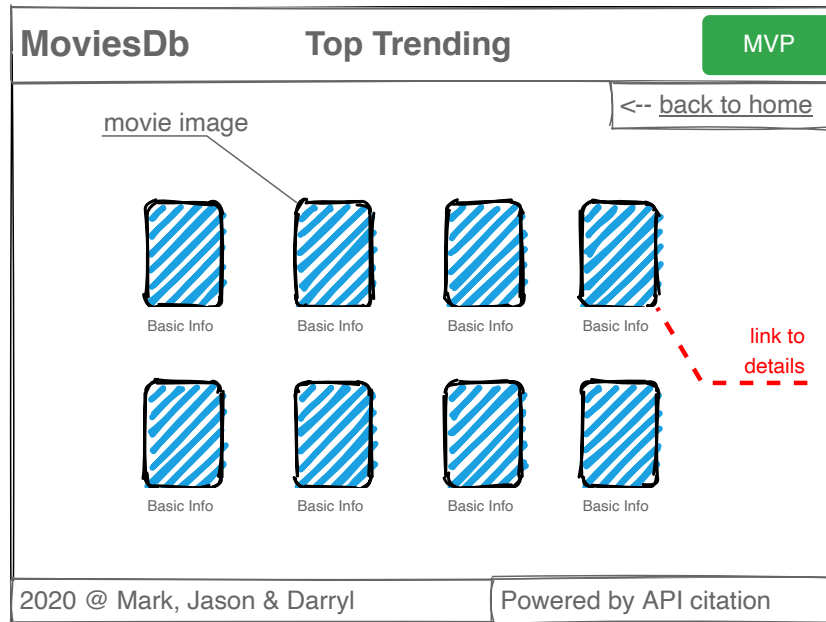 MoviesDb
Top Trending
MVP
<-- back to home
movie image
Basic Info
Basic Info
Basic Info
Basic Info
link to
details
Basic Info
Basic Info
Basic Info
Basic Info
2020 @ Mark, Jason & Darryl
Powered by API citation